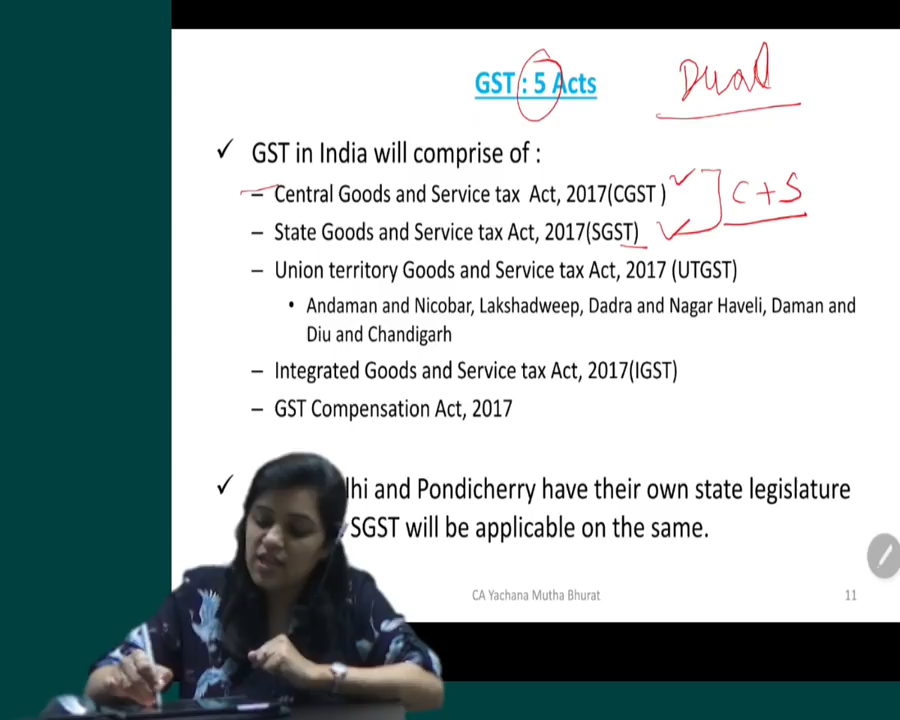 GST : 5 Acts
Dual
✓ GST in India will comprise of :
– Central Goods and Service tax Act, 2017(CGST )
C + S
– State Goods and Service tax Act, 2017(SGST)
– Union territory Goods and Service tax Act, 2017 (UTGST)
• Andaman and Nicobar, Lakshadweep, Dadra and Nagar Haveli, Daman and
Diu and Chandigarh
– Integrated Goods and Service tax Act, 2017(IGST)
– GST Compensation Act, 2017
✓ lhi and Pondicherry have their own state legislature
SGST will be applicable on the same.
CA Yachana Mutha Bhurat
11